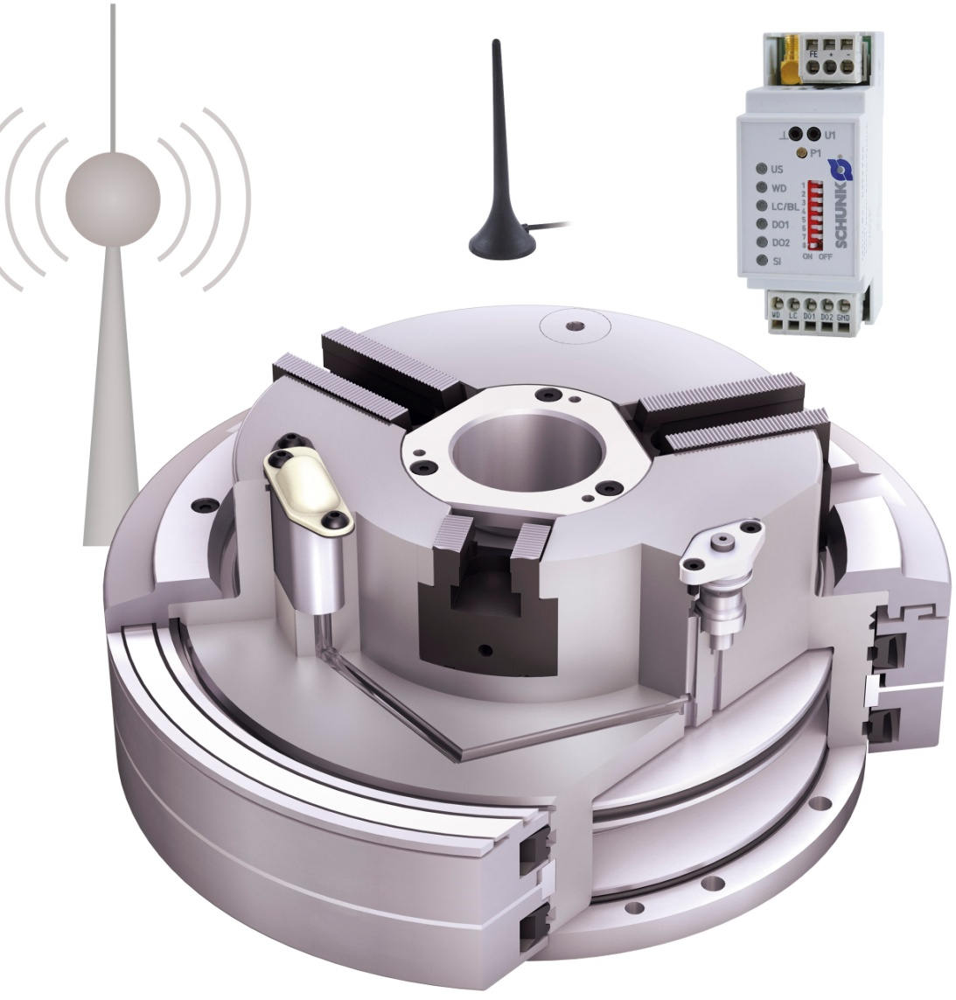 FE + -
⊥ U1
P1
US
WD
LC/BL
DO1
DO2
SI
1
2
3
4
5
6
7
8
ON OFF
SCHUNK
WD LC DO1 DO2 GND